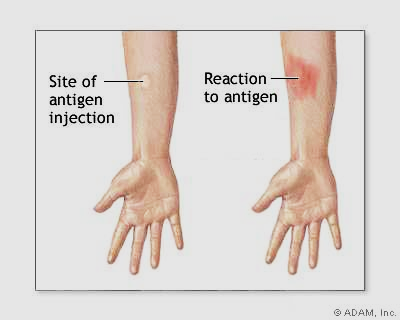 Site of
antigen
injection
Reaction
to antigen
© ADAM, Inc.